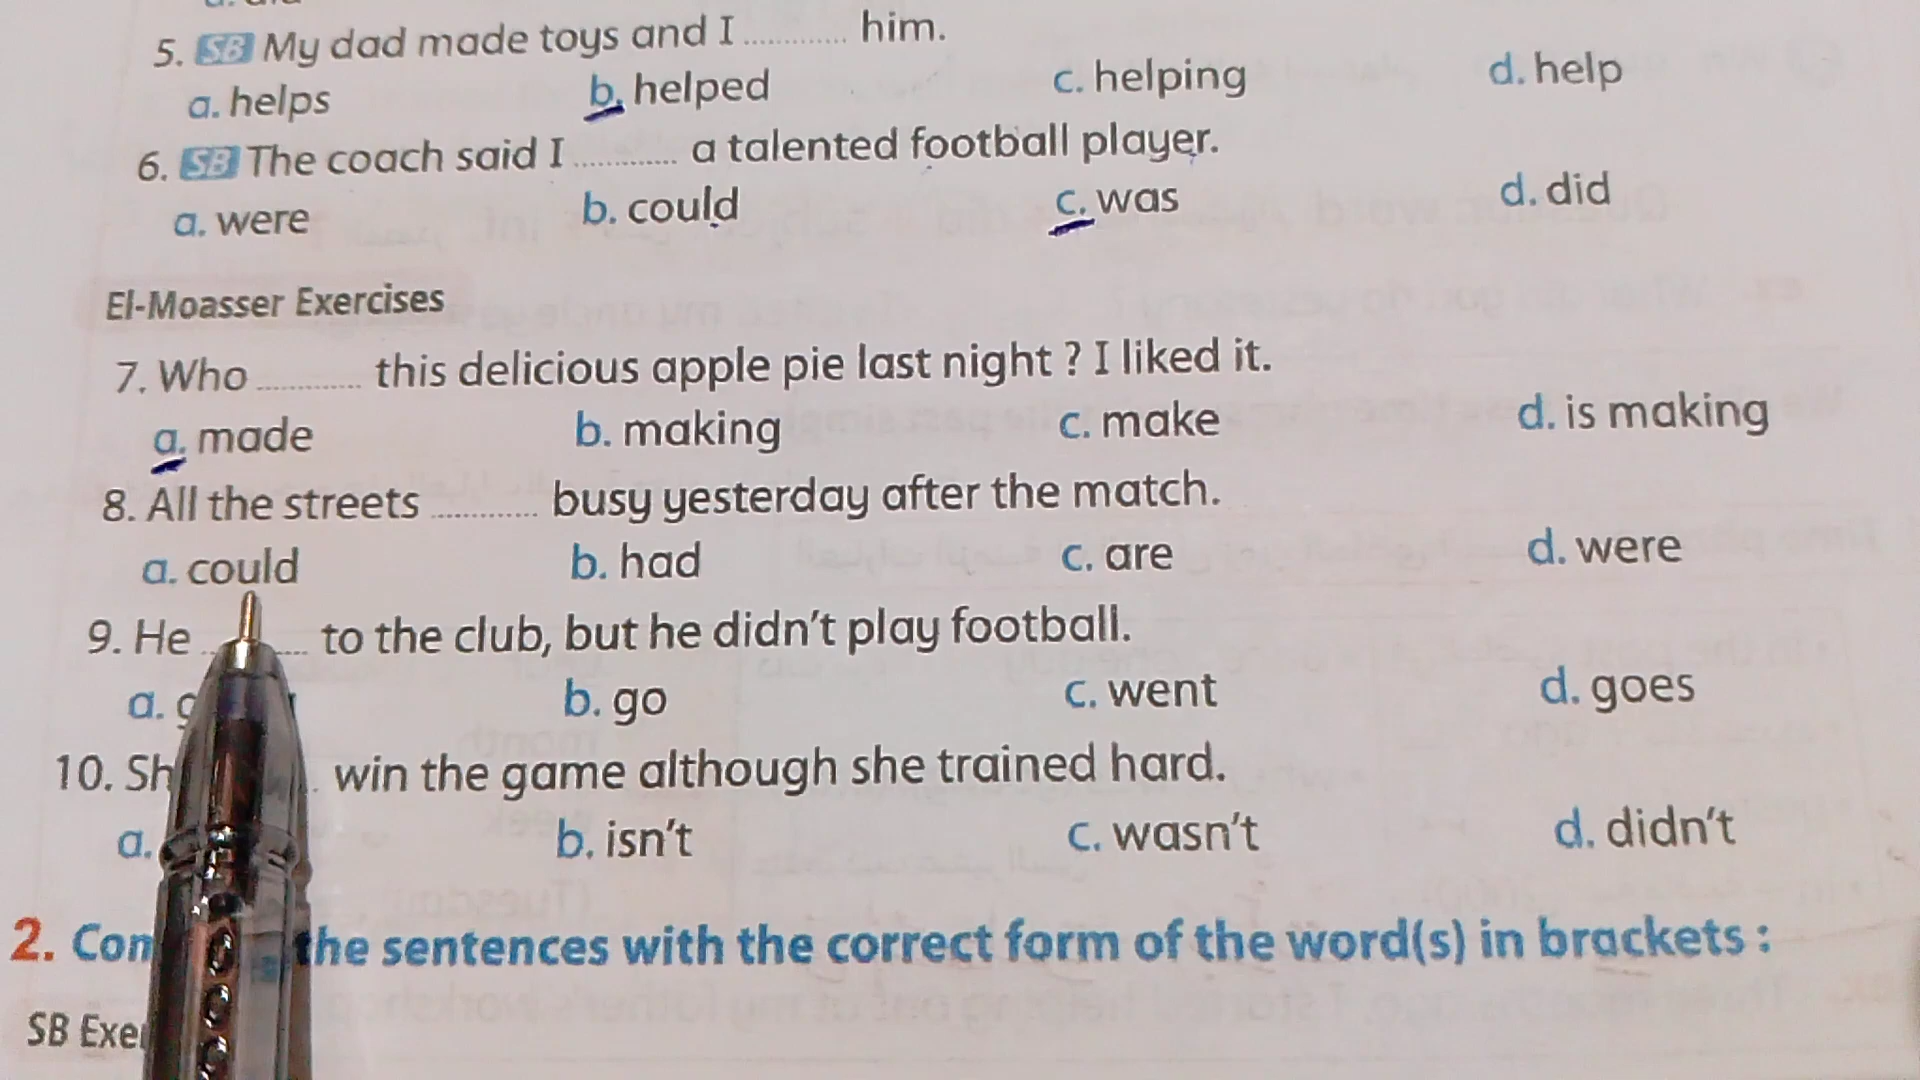 5. SB My dad made toys and I ............ him.
a. helps b. helped c. helping d. help
6. SB The coach said I ............ a talented football player.
a. were b. could c. was d. did
El-Moasser Exercises
7. Who ............ this delicious apple pie last night ? I liked it.
a. made b. making c. make d. is making
8. All the streets ............ busy yesterday after the match.
a. could b. had c. are d. were
9. He ............ to the club, but he didn't play football.
a. b. go c. went d. goes
10. win the game although she trained hard.
a. b. isn't c. wasn't d. didn't
2. the sentences with the correct form of the word(s) in brackets :
SB